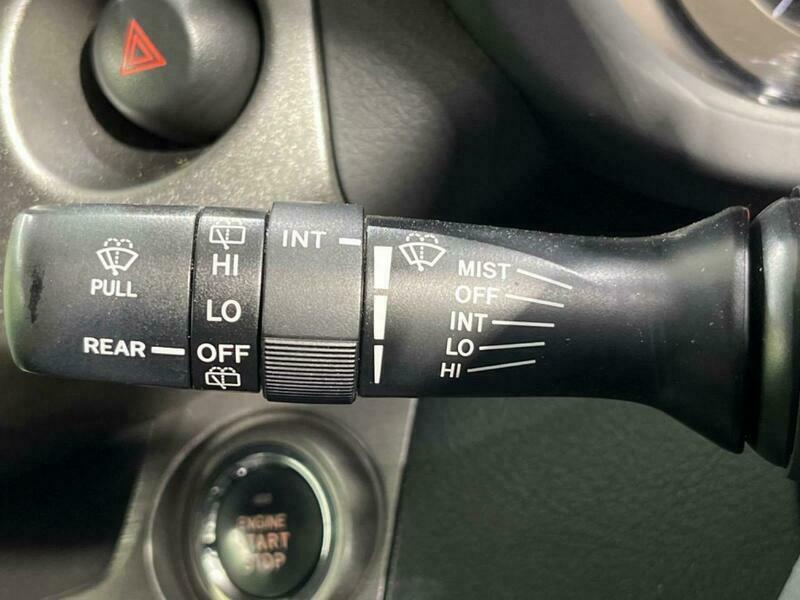 PULL
REAR
HI
LO
OFF
INT
MIST
OFF
INT
LO
HI
ENGINE
START
STOP